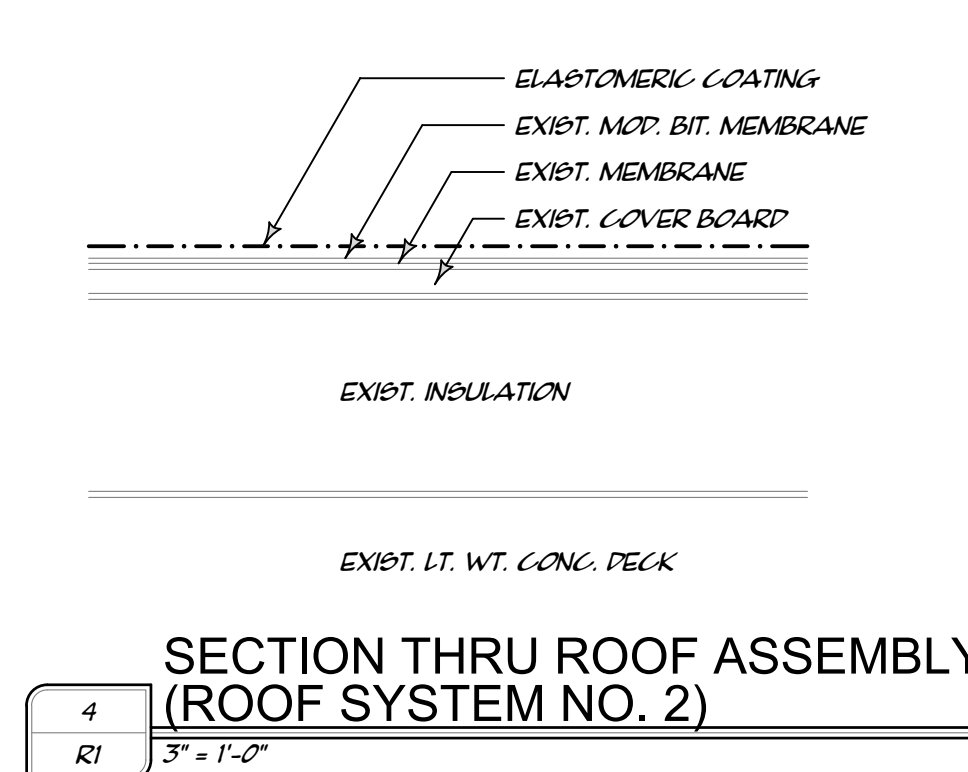 ELASTOMERIC COATING
EXIST. MOD. BIT. MEMBRANE
EXIST. MEMBRANE
EXIST. COVER BOARD
EXIST. INSULATION
EXIST. LT. WT. CONC. DECK
SECTION THRU ROOF ASSEMBLY
(ROOF SYSTEM NO. 2)
4
R1
3" = 1'-0"